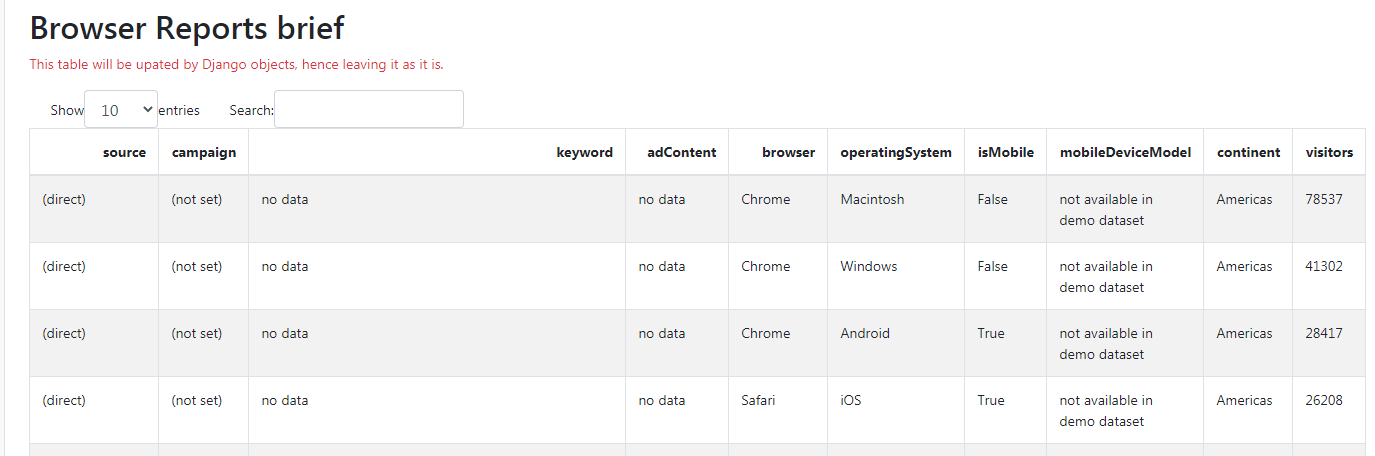 Browser Reports brief
This table will be upated by Django objects, hence leaving it as it is.
Show 10 entries Search:
source campaign keyword adContent browser operatingSystem isMobile mobileDeviceModel continent visitors
(direct) (not set) no data no data Chrome Macintosh False not available in demo dataset Americas 78537
(direct) (not set) no data no data Chrome Windows False not available in demo dataset Americas 41302
(direct) (not set) no data no data Chrome Android True not available in demo dataset Americas 28417
(direct) (not set) no data no data Safari iOS True not available in demo dataset Americas 26208